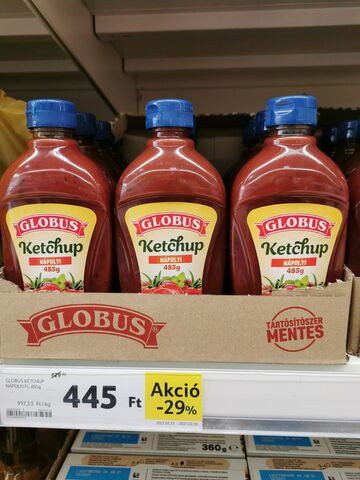 GLOBUS
Ketchup
NÁPOLYI
485g
GLOBUS
Ketchup
NÁPOLYI
485g
GLOBUS
Ketchup
NÁPOLYI
485g
GLOBUS
TARTÓSÍTÓSZER
MENTES
GLOBUS KETCHUP
NÁPOLYI FL.485g
917,53 Ft/kg
445 Ft
Akció
-29%
360g